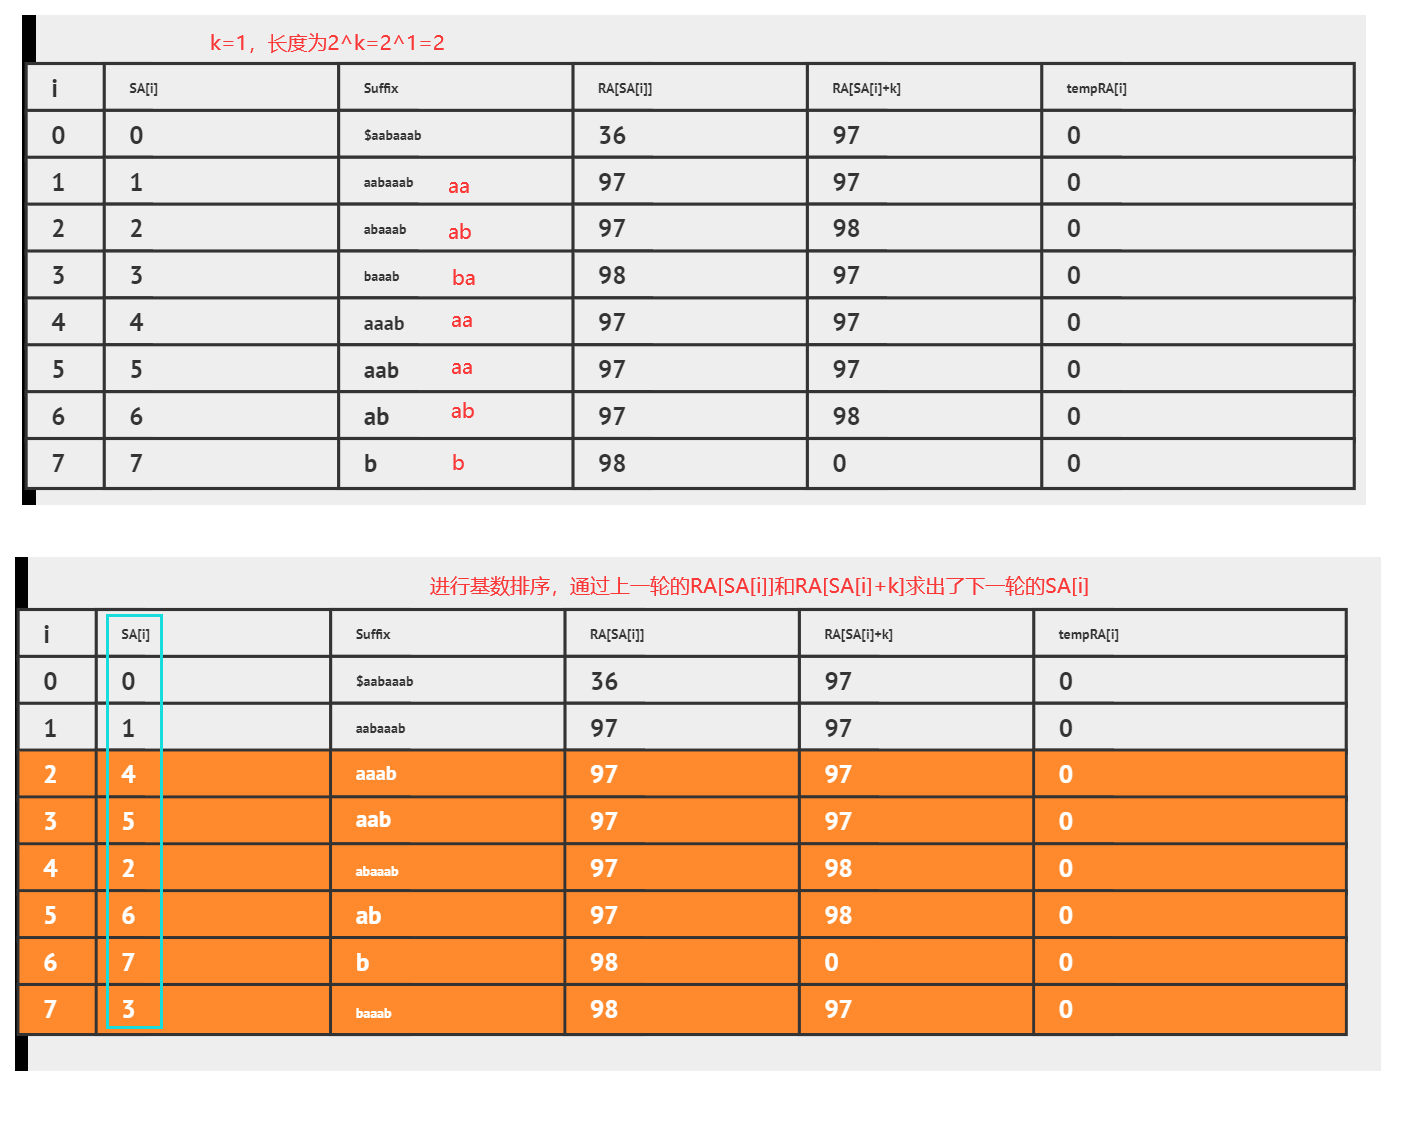 k=1，长度为2^k=2^1=2
i SA[i] Suffix RA[SA[i]] RA[SA[i]+k] tempRA[i]
0 0 $aabaaab 36 97 0
1 1 aabaaab aa 97 97 0
2 2 abaaab ab 97 98 0
3 3 baaab ba 98 97 0
4 4 aaab aa 97 97 0
5 5 aab aa 97 97 0
6 6 ab ab 97 98 0
7 7 b b 98 0 0
进行基数排序，通过上一轮的RA[SA[i]]和RA[SA[i]+k]求出了下一轮的SA[i]
i SA[i] Suffix RA[SA[i]] RA[SA[i]+k] tempRA[i]
0 0 $aabaaab 36 97 0
1 1 aabaaab 97 97 0
2 4 aaab 97 97 0
3 5 aab 97 97 0
4 2 abaaab 97 98 0
5 6 ab 97 98 0
6 7 b 98 0 0
7 3 baaab 98 97 0